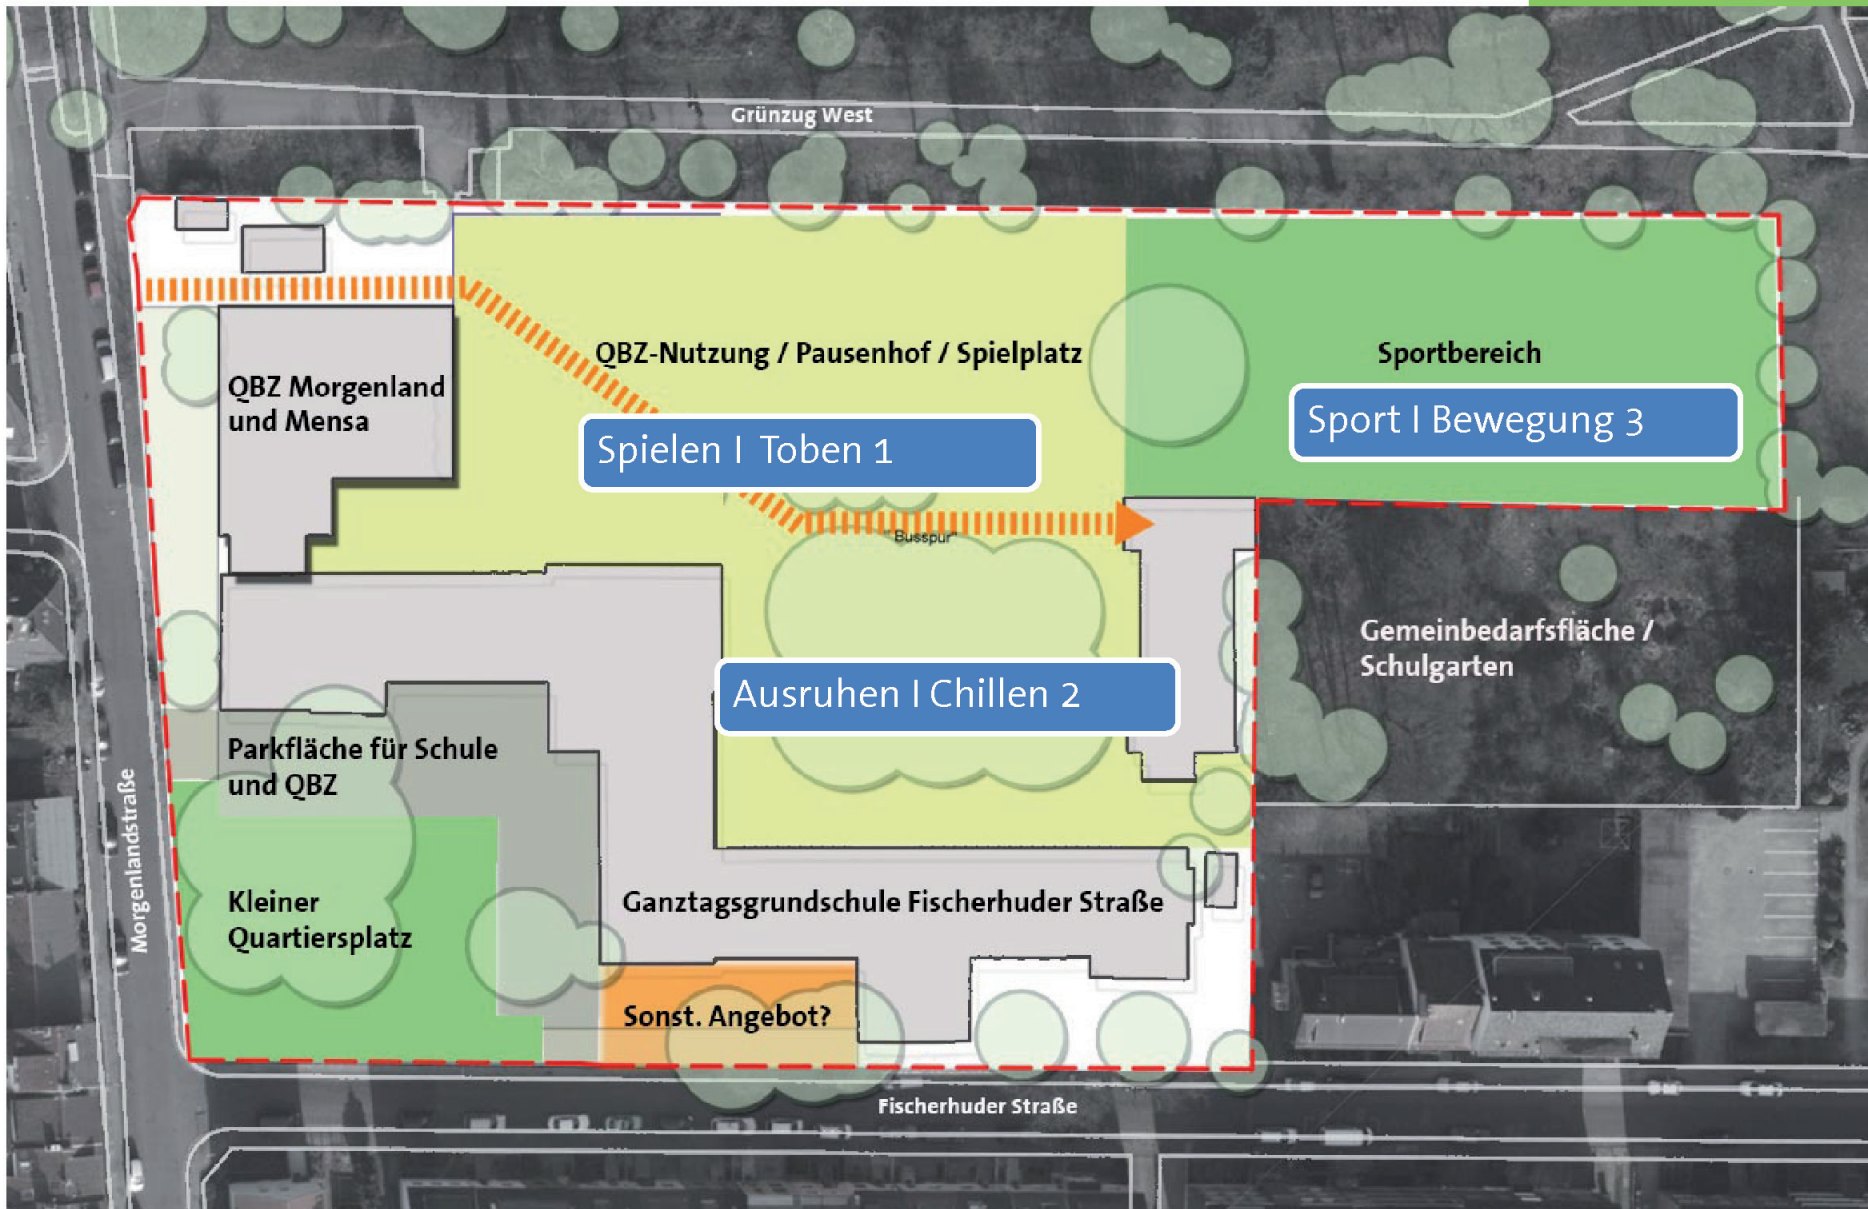 Grünzug West
QBZ-Nutzung / Pausenhof / Spielplatz
Sportbereich
QBZ Morgenland
und Mensa
Spielen I Toben 1
Sport I Bewegung 3
"Busspur"
Gemeinbedarfsfläche /
Schulgarten
Ausruhen I Chillen 2
Parkfläche für Schule
und QBZ
Morgenlandstraße
Kleiner
Quartiersplatz
Ganztagsgrundschule Fischerhuder Straße
Sonst. Angebot?
Fischerhuder Straße